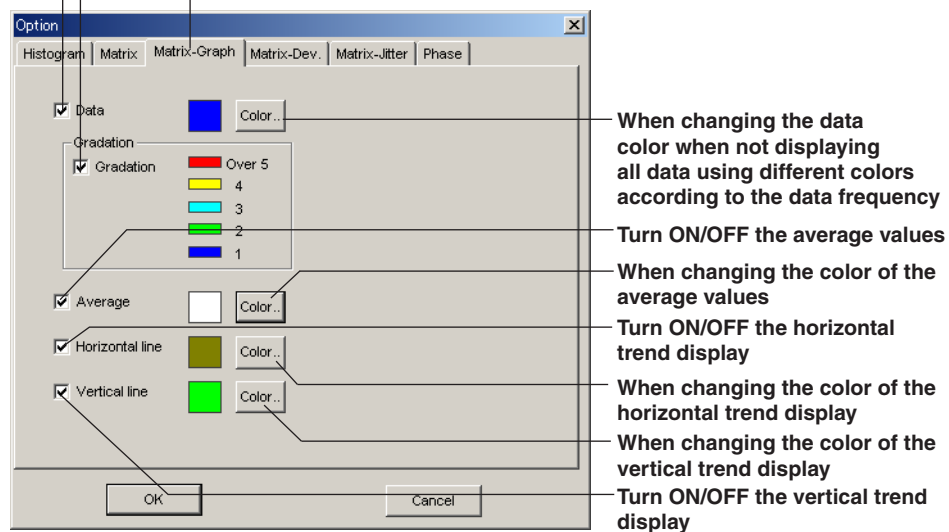 Option
Histogram Matrix Matrix-Graph Matrix-Dev. Matrix-Jitter Phase
Data Color..
Gradation
Gradation Over 5
4
3
2
1
Average Color..
Horizontal line Color..
Vertical line Color..
OK Cancel
When changing the data
color when not displaying
all data using different colors
according to the data frequency
Turn ON/OFF the average values
When changing the color of the
average values
Turn ON/OFF the horizontal
trend display
When changing the color of the
horizontal trend display
When changing the color of the
vertical trend display
Turn ON/OFF the vertical trend
display